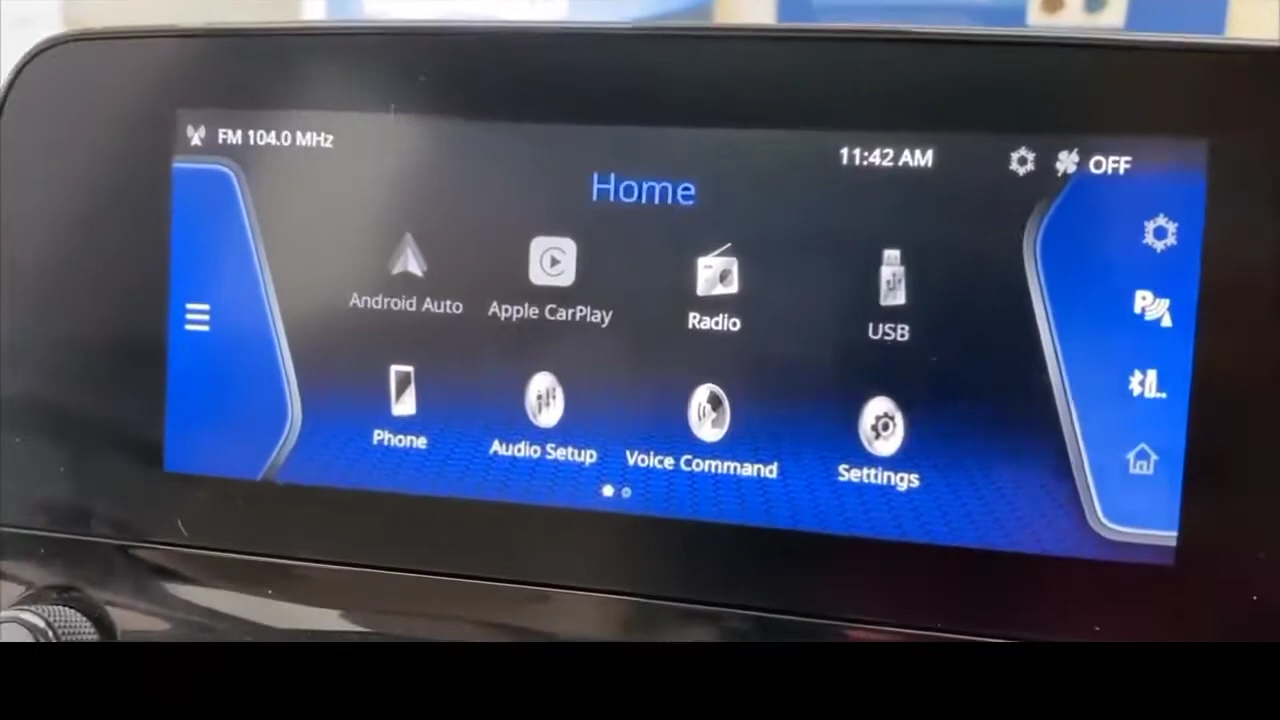 FM 104.0 MHz
11:42 AM
OFF
Home
Android Auto
Apple CarPlay
Radio
USB
Phone
Audio Setup
Voice Command
Settings